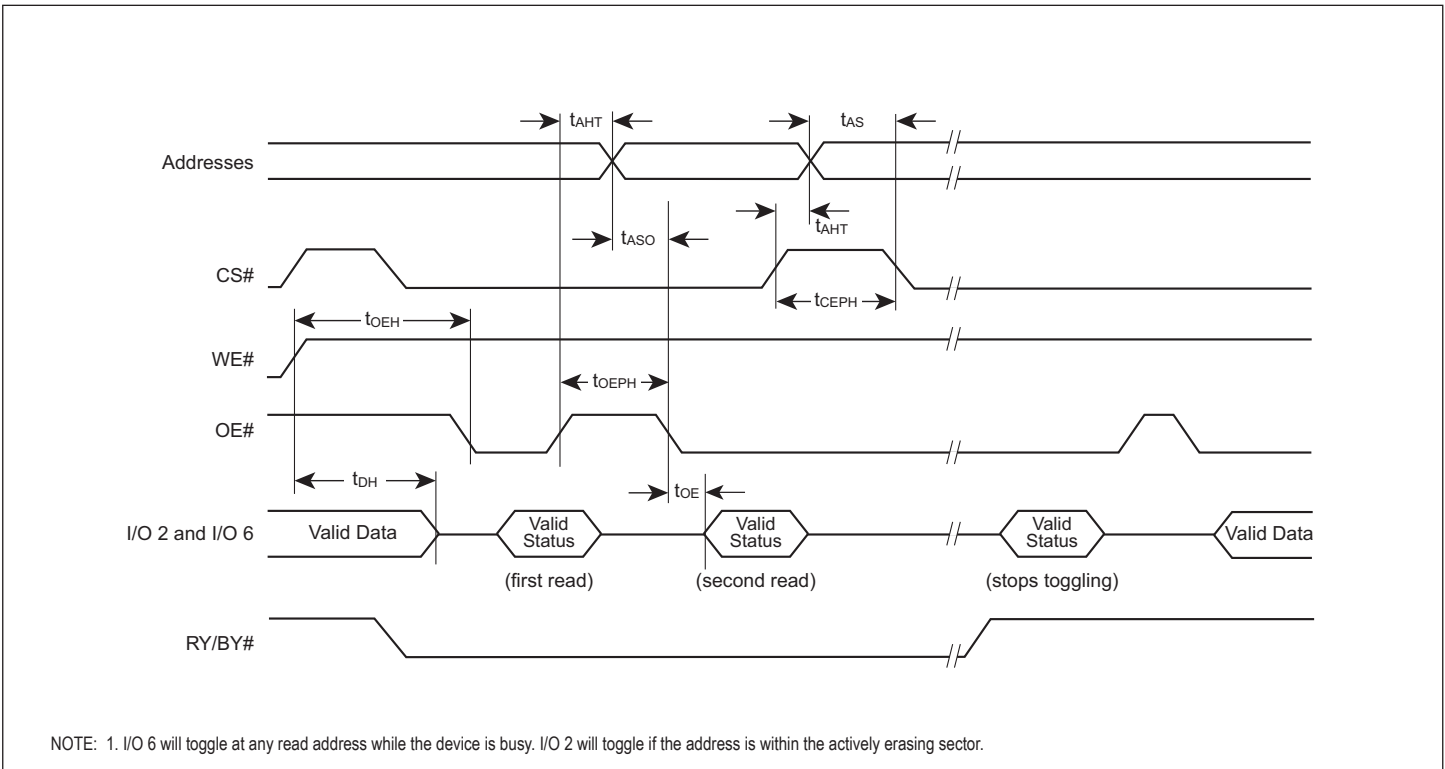 tAHT
tAS
Addresses
tAHT
tASO
CS#
tCEPH
tOEH
WE#
tOEPH
OE#
tDH
tOE
I/O 2 and I/O 6
Valid Data
Valid
Status
Valid
Status
Valid
Status
Valid Data
(first read)
(second read)
(stops toggling)
RY/BY#
NOTE: 1. I/O 6 will toggle at any read address while the device is busy. I/O 2 will toggle if the address is within the actively erasing sector.